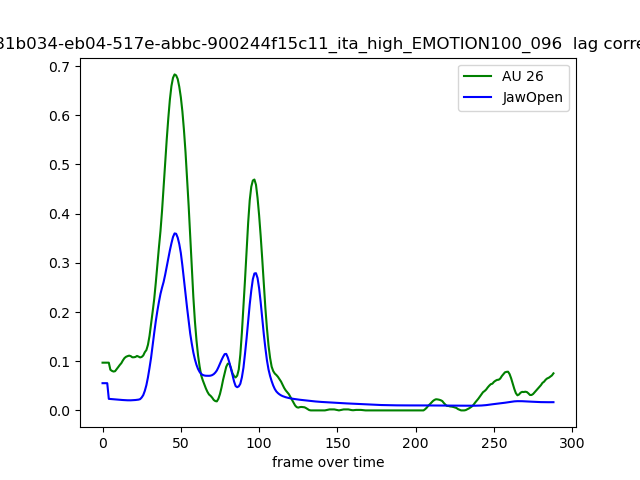 31b034-eb04-517e-abbc-900244f15c11_ita_high_EMOTION100_096 lag corre
AU 26
JawOpen
0.7
0.6
0.5
0.4
0.3
0.2
0.1
0.0
0 50 100 150 200 250 300
frame over time